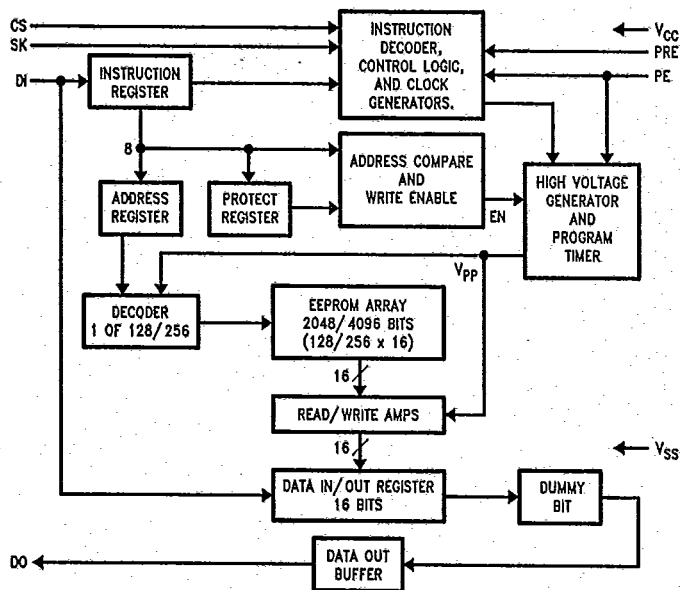 CS
SK
DI
INSTRUCTION
REGISTER
INSTRUCTION
DECODER,
CONTROL LOGIC,
AND CLOCK
GENERATORS.
VCC
PRE
PE
8
ADDRESS
REGISTER
PROTECT
REGISTER
ADDRESS COMPARE
AND
WRITE ENABLE
EN
HIGH VOLTAGE
GENERATOR
AND
PROGRAM
TIMER
VPP
DECODER
1 OF 128/256
EEPROM ARRAY
2048/4096 BITS
(128/256 x 16)
16
READ/WRITE AMPS
16
VSS
DATA IN/OUT REGISTER
16 BITS
DUMMY
BIT
DO
DATA OUT
BUFFER